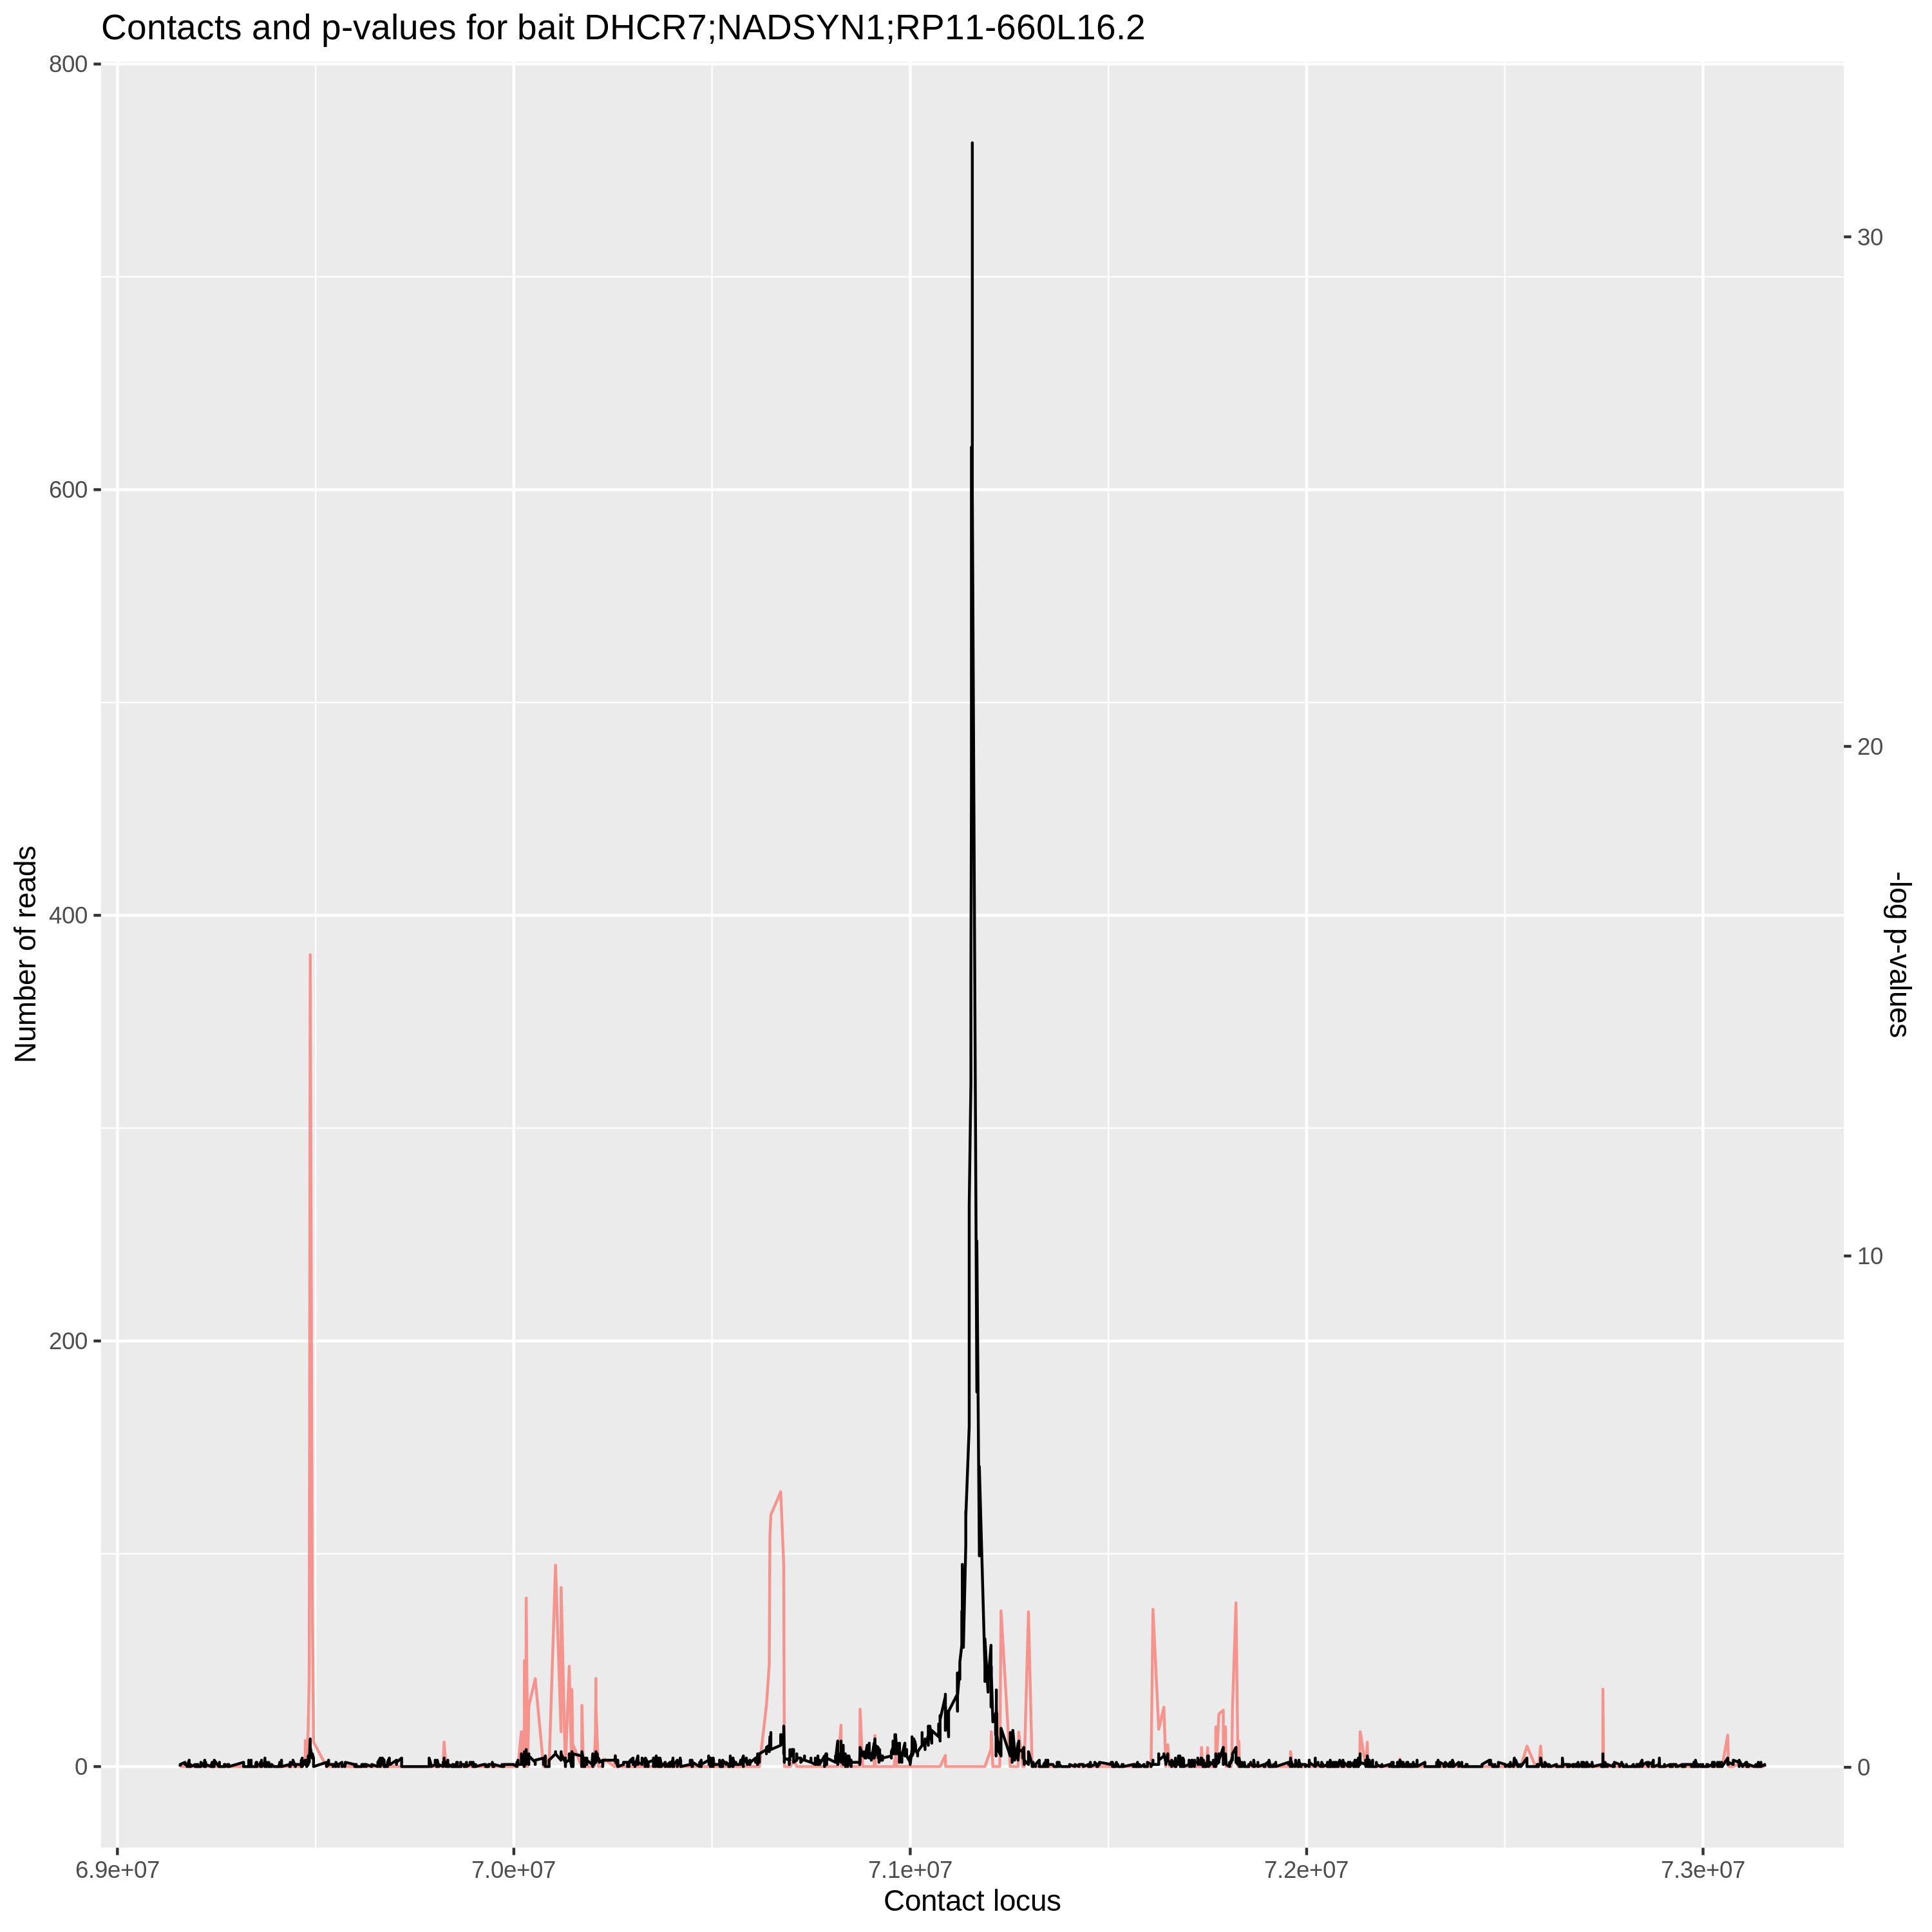 Contacts and p-values for bait DHCR7;NADSYN1;RP11-660L16.2
800
600
400
200
0
Number of reads
30
20
10
0
-log p-values
6.9e+07 7.0e+07 7.1e+07 7.2e+07 7.3e+07
Contact locus